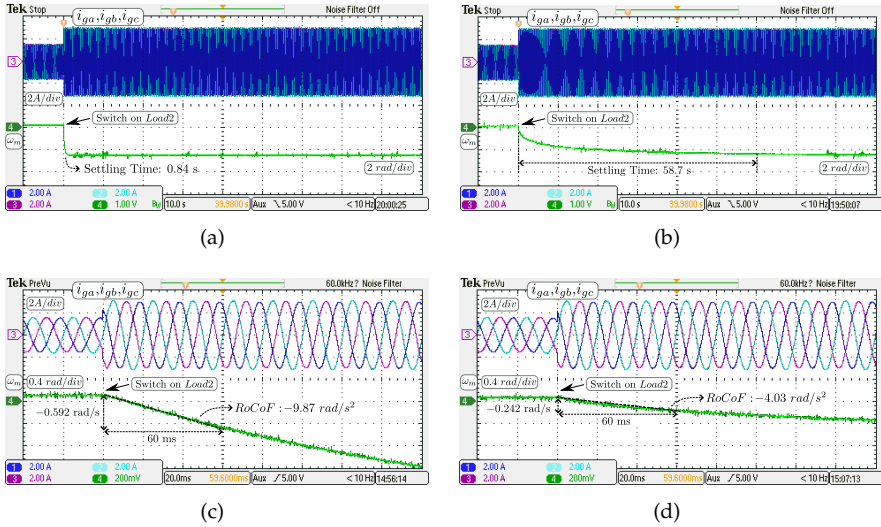 Tek Stop
Noise Filter Off
i_ga, i_gb, i_gc
3
2A/div
Switch on Load2
4
ω_m
Settling Time: 0.84 s
2 rad/div
1 2.00 A 2 2.00 A
3 2.00 A 4 1.00 V
10.0 s 39.9800 s
Aux 5.00 V
< 10 Hz
20:00:25
(a)
Tek Stop
Noise Filter Off
i_ga, i_gb, i_gc
3
2A/div
Switch on Load2
4
ω_m
Settling Time: 58.7 s
2 rad/div
1 2.00 A 2 2.00 A
3 2.00 A 4 1.00 V
10.0 s 39.9800 s
Aux 5.00 V
< 10 Hz
19:50:07
(b)
Tek PreVu
60.0kHz? Noise Filter
i_ga, i_gb, i_gc
2A/div
3
ω_m 0.4 rad/div
Switch on Load2
4
−0.592 rad/s
RoCoF : −9.87 rad/s²
60 ms
1 2.00 A 2 2.00 A
3 2.00 A 4 200mV
20.0ms 59.6000ms
Aux 5.00 V
< 10 Hz
14:56:14
(c)
Tek PreVu
60.0kHz? Noise Filter
i_ga, i_gb, i_gc
2A/div
3
ω_m 0.4 rad/div
Switch on Load2
4
−0.242 rad/s
RoCoF : −4.03 rad/s²
60 ms
1 2.00 A 2 2.00 A
3 2.00 A 4 200mV
20.0ms 59.6000ms
Aux 5.00 V
< 10 Hz
15:07:13
(d)